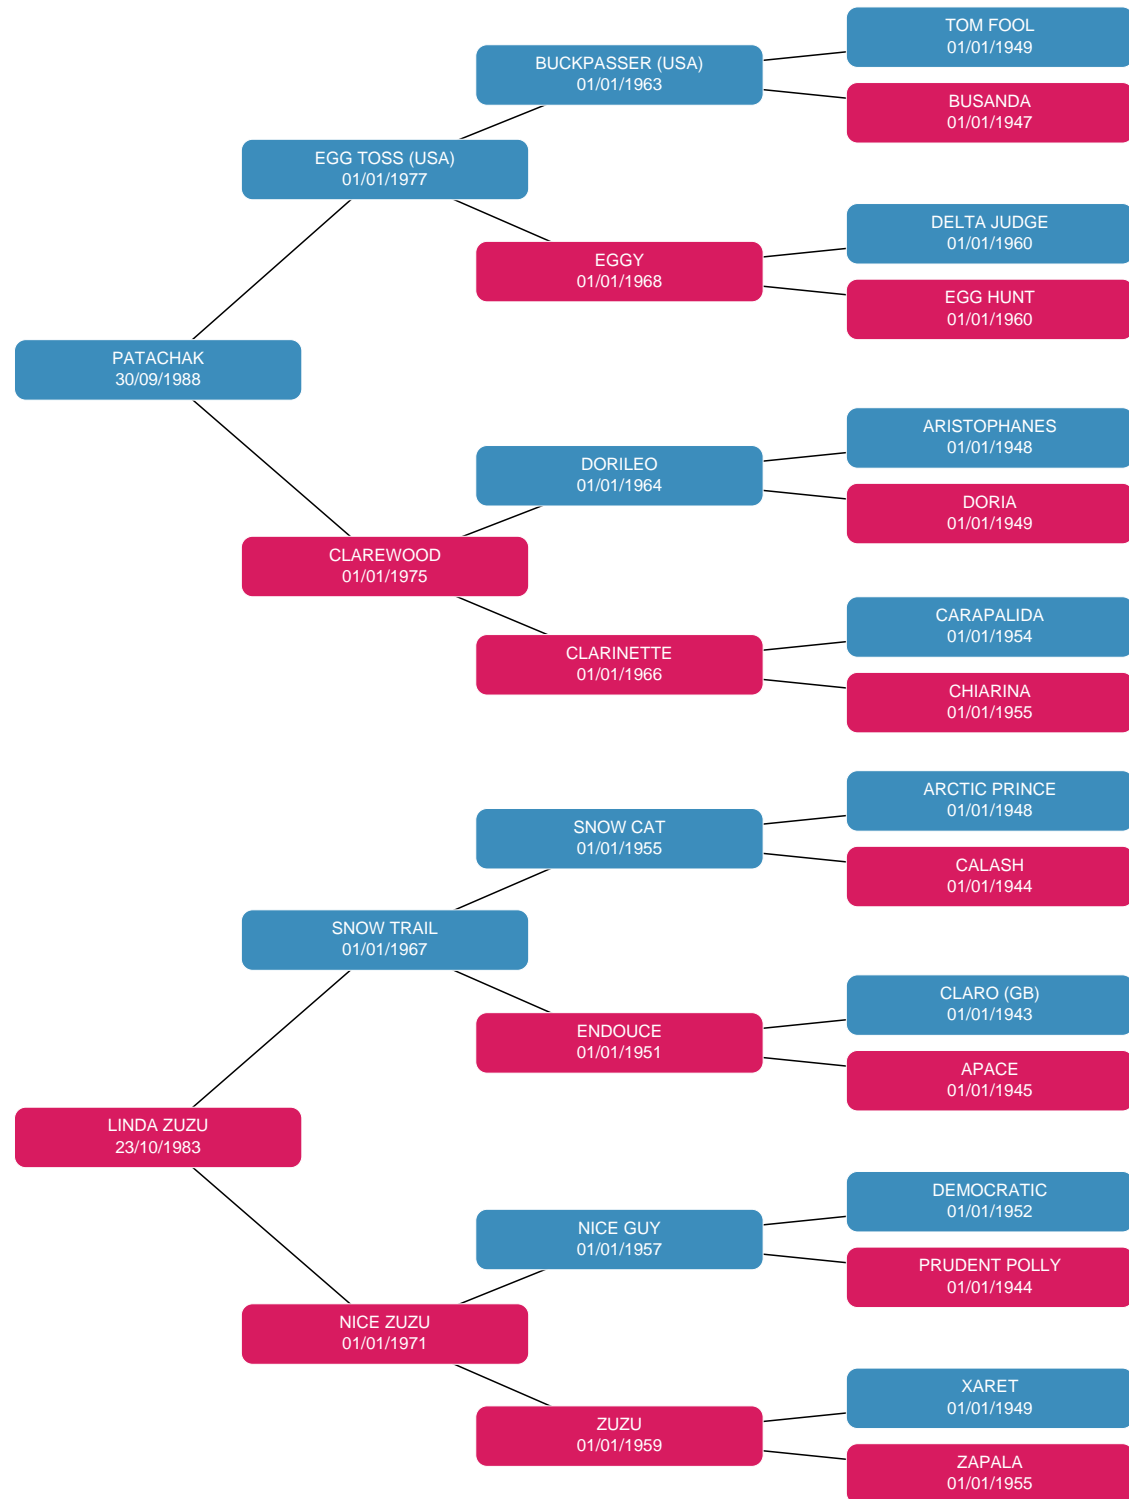 TOM FOOL
01/01/1949
BUCKPASSER (USA)
01/01/1963
BUSANDA
01/01/1947
EGG TOSS (USA)
01/01/1977
DELTA JUDGE
01/01/1960
EGGY
01/01/1968
EGG HUNT
01/01/1960
PATACHAK
30/09/1988
ARISTOPHANES
01/01/1948
DORILEO
01/01/1964
DORIA
01/01/1949
CLAREWOOD
01/01/1975
CARAPALIDA
01/01/1954
CLARINETTE
01/01/1966
CHIARINA
01/01/1955
ARCTIC PRINCE
01/01/1948
SNOW CAT
01/01/1955
CALASH
01/01/1944
SNOW TRAIL
01/01/1967
CLARO (GB)
01/01/1943
ENDOUCE
01/01/1951
APACE
01/01/1945
LINDA ZUZU
23/10/1983
DEMOCRATIC
01/01/1952
NICE GUY
01/01/1957
PRUDENT POLLY
01/01/1944
NICE ZUZU
01/01/1971
XARET
01/01/1949
ZUZU
01/01/1959
ZAPALA
01/01/1955